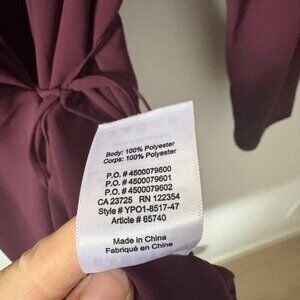 Body: 100% Polyester
Corps: 100% Polyester
P.O. # 4500079600
P.O. # 4500079601
P.O. # 4500079602
CA 23725 RN 122354
Style # YPO1-8517-47
Article # 65740
Made in China
Fabriqué en Chine